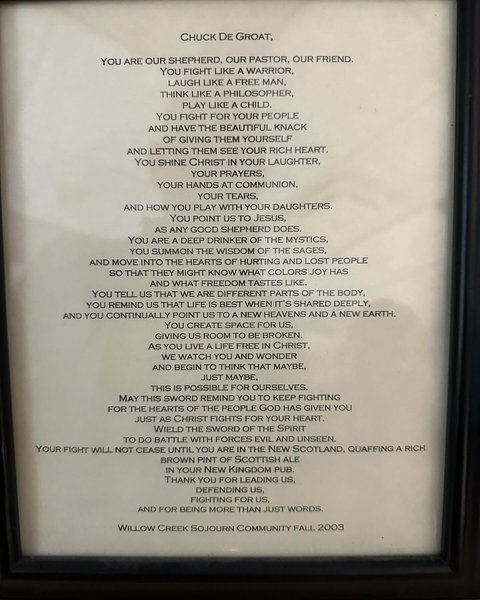 Chuck De Groat,
You are our shepherd, our pastor, our friend.
You fight like a warrior,
laugh like a free man,
think like a philosopher,
play like a child.
You fight for your people
and have the beautiful knack
of giving them yourself
and letting them see your rich heart.
You shine Christ in your laughter,
your prayers,
your hands at communion,
your tears,
and how you play with your daughters.
You point us to Jesus,
as any good shepherd does.
You are a deep drinker of the mystics,
you summon the wisdom of the sages,
and move into the hearts of hurting and lost people
so that they might know what colors joy has
and what freedom tastes like.
You tell us that we are different parts of the body,
you remind us that life is best when it's shared deeply,
and you continually point us to a new heavens and a new earth.
You create space for us,
giving us room to be broken.
As you live a life free in Christ,
we watch you and wonder
and begin to think that maybe,
just maybe,
this is possible for ourselves.
May this sword remind you to keep fighting
for the hearts of the people God has given you
just as Christ fights for your heart.
Wield the sword of the Spirit
to do battle with forces evil and unseen.
Your fight will not cease until you are in the New Scotland, quaffing a rich
brown pint of Scottish ale
in your New Kingdom pub.
Thank you for leading us,
defending us,
fighting for us,
and for being more than just words.
Willow Creek Sojourn Community Fall 2003